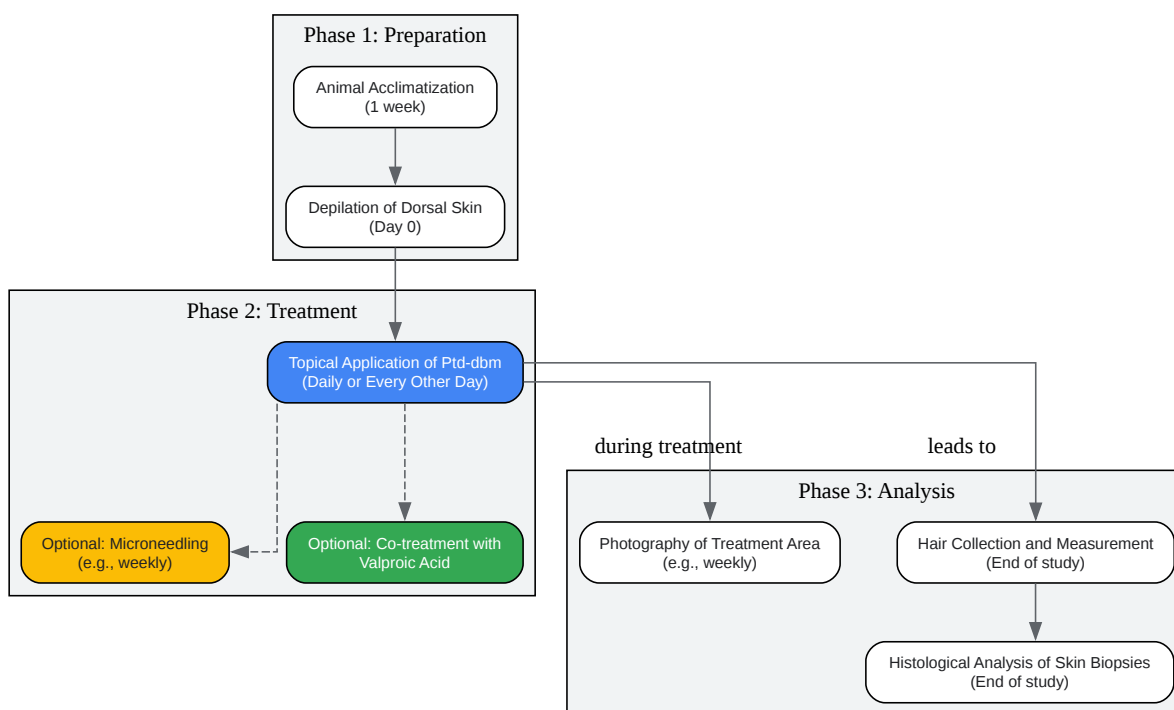 Phase 1: Preparation
Animal Acclimatization
(1 week)
Depilation of Dorsal Skin
(Day 0)
Phase 2: Treatment
Topical Application of Ptd-dbm
(Daily or Every Other Day)
during treatment
leads to
Optional: Microneedling
(e.g., weekly)
Optional: Co-treatment with
Valproic Acid
Phase 3: Analysis
Photography of Treatment Area
(e.g., weekly)
Hair Collection and Measurement
(End of study)
Histological Analysis of Skin Biopsies
(End of study)